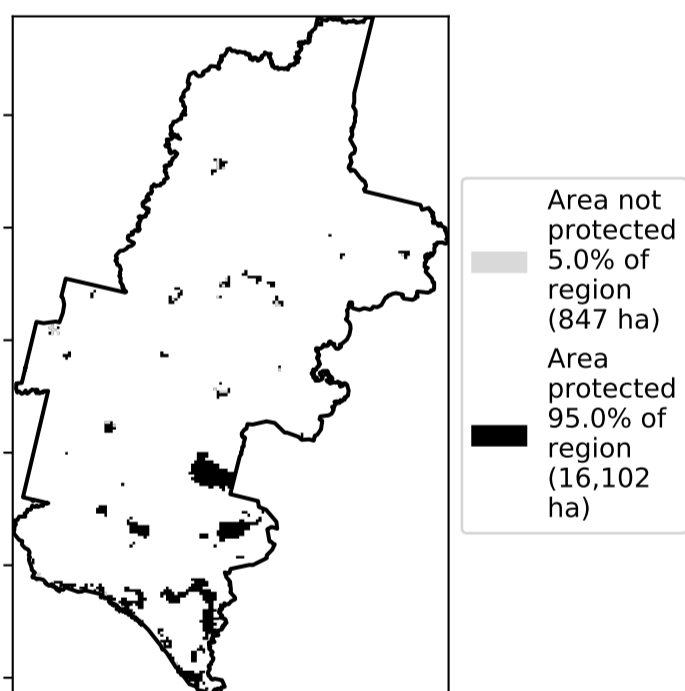 Area not
protected
5.0% of
region
(847 ha)
Area
protected
95.0% of
region
(16,102
ha)